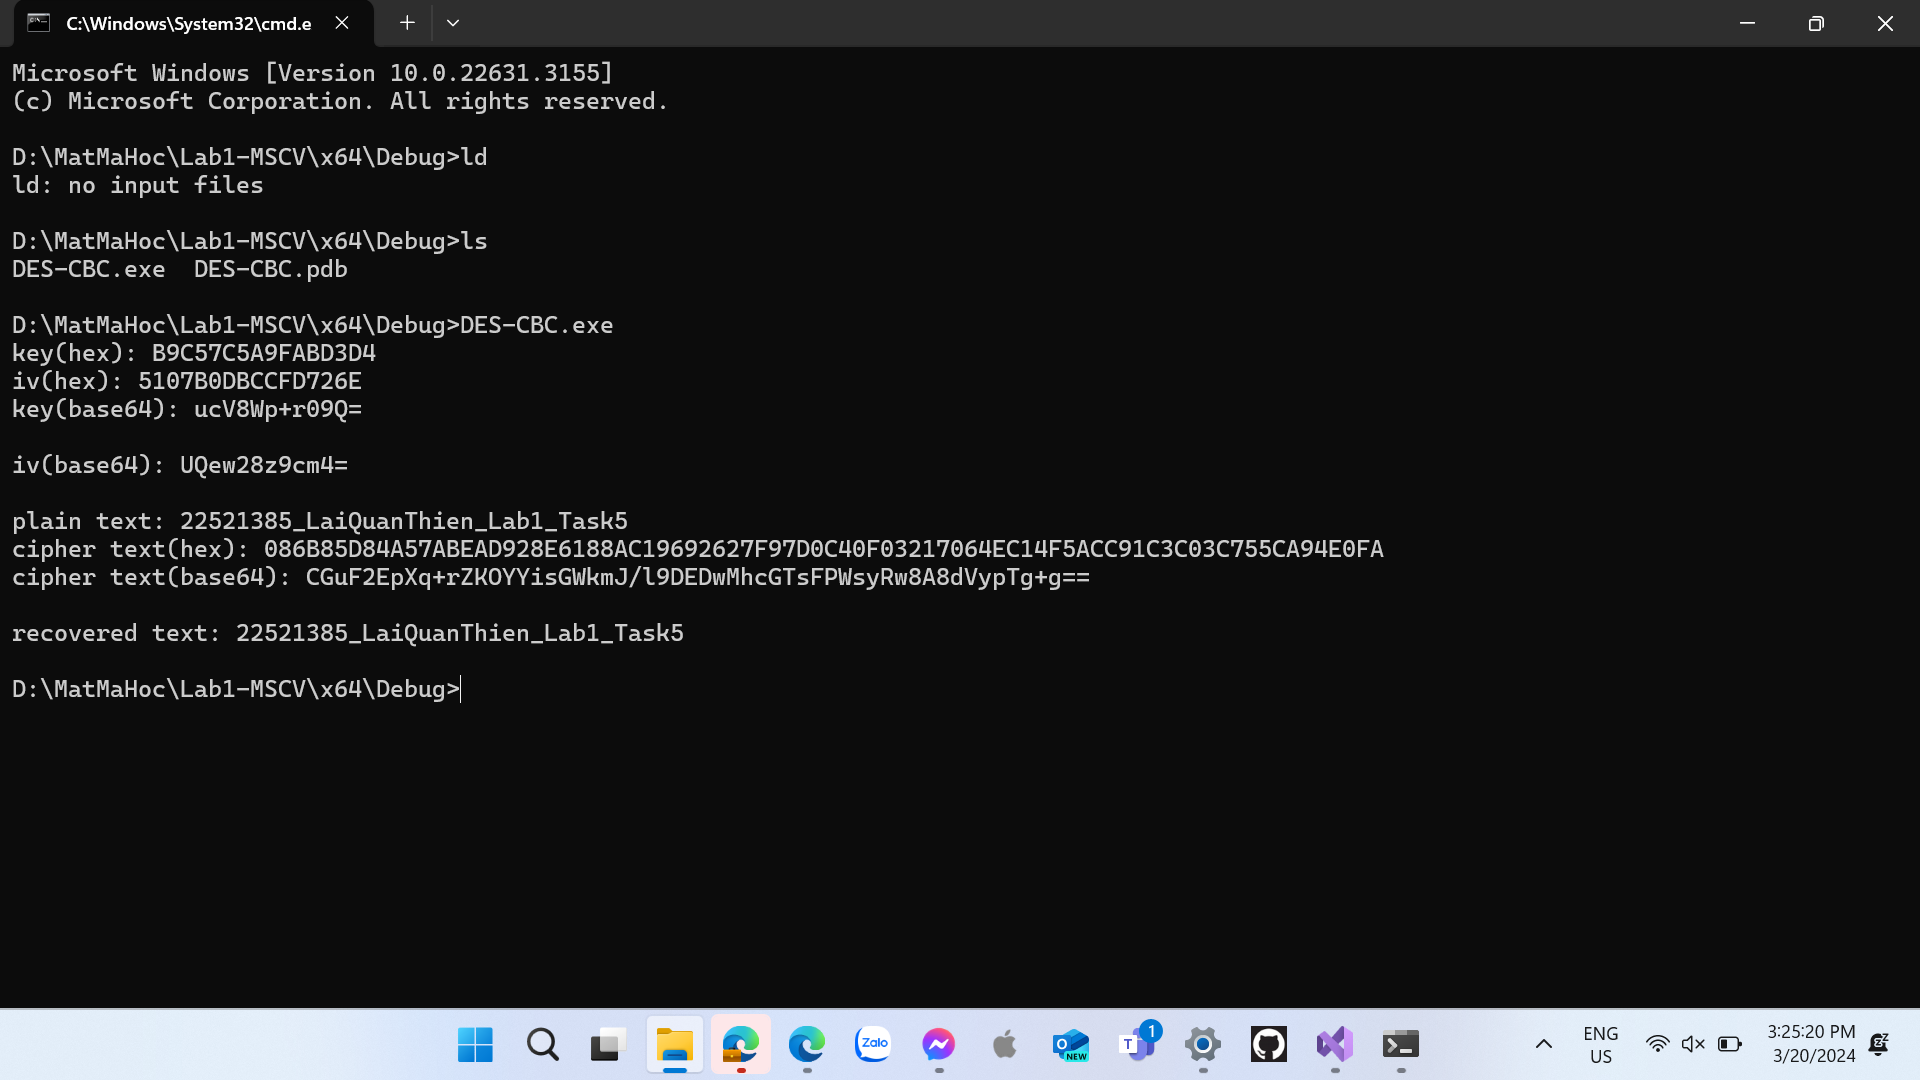 C:\Windows\System32\cmd.e
Microsoft Windows [Version 10.0.22631.3155]
(c) Microsoft Corporation. All rights reserved.
D:\MatMaHoc\Lab1-MSCV\x64\Debug>ld
ld: no input files
D:\MatMaHoc\Lab1-MSCV\x64\Debug>ls
DES-CBC.exe  DES-CBC.pdb
D:\MatMaHoc\Lab1-MSCV\x64\Debug>DES-CBC.exe
key(hex): B9C57C5A9FABD3D4
iv(hex): 5107B0DBCCFD726E
key(base64): ucV8Wp+r09Q=
iv(base64): UQew28z9cm4=
plain text: 22521385_LaiQuanThien_Lab1_Task5
cipher text(hex): 086B85D84A57ABEAD928E6188AC19692627F97D0C40F03217064EC14F5ACC91C3C03C755CA94E0FA
cipher text(base64): CGuF2EpXq+rZKOYYisGWkmJ/l9DEDwMhcGTsFPWsyRw8A8dVypTg+g==
recovered text: 22521385_LaiQuanThien_Lab1_Task5
D:\MatMaHoc\Lab1-MSCV\x64\Debug>
Zalo
O
NEW
T
1
ENG
US
3:25:20 PM
3/20/2024